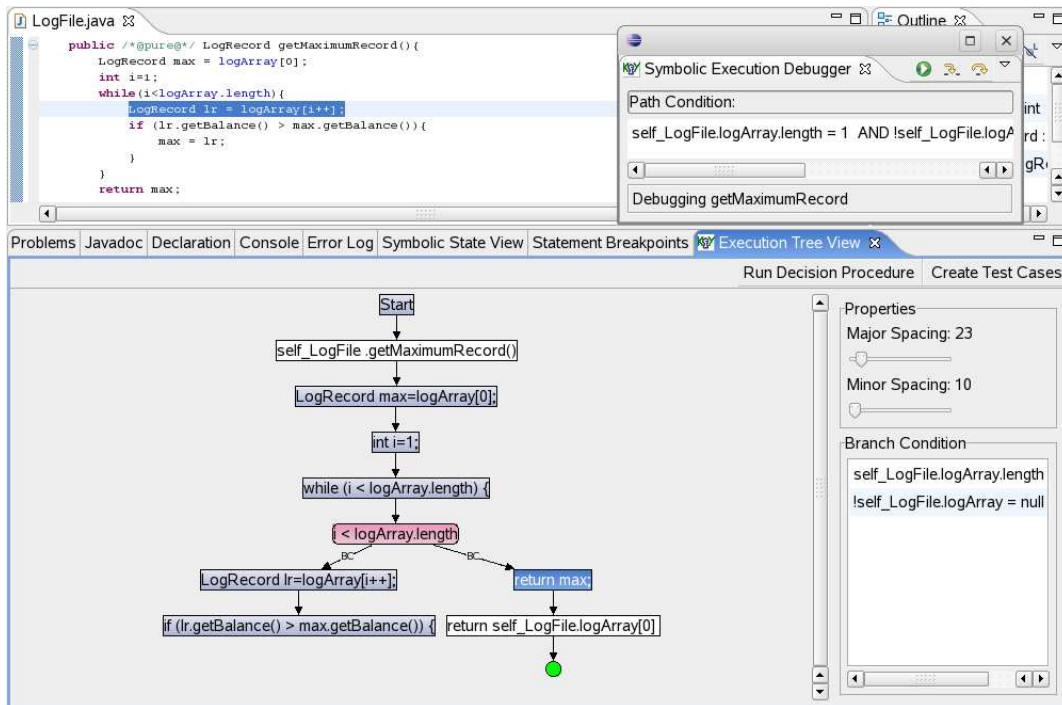 LogFile.java
Outline
public /*@pure@*/ LogRecord getMaximumRecord(){
LogRecord max = logArray[0];
int i=1;
while(i<logArray.length){
LogRecord lr = logArray[i++];
if (lr.getBalance() > max.getBalance()){
max = lr;
}
}
return max;
Symbolic Execution Debugger
Path Condition:
self_LogFile.logArray.length = 1 AND !self_LogFile.logA
Debugging getMaximumRecord
int
rd :
Problems Javadoc Declaration Console Error Log Symbolic State View Statement Breakpoints Execution Tree View
Run Decision Procedure Create Test Cases
Start
self_LogFile .getMaximumRecord()
LogRecord max=logArray[0];
int i=1;
while (i < logArray.length) {
i < logArray.length
BC BC
LogRecord lr=logArray[i++]; return max;
if (lr.getBalance() > max.getBalance()) { return self_LogFile.logArray[0]
Properties
Major Spacing: 23
Minor Spacing: 10
Branch Condition
self_LogFile.logArray.length
!self_LogFile.logArray = null